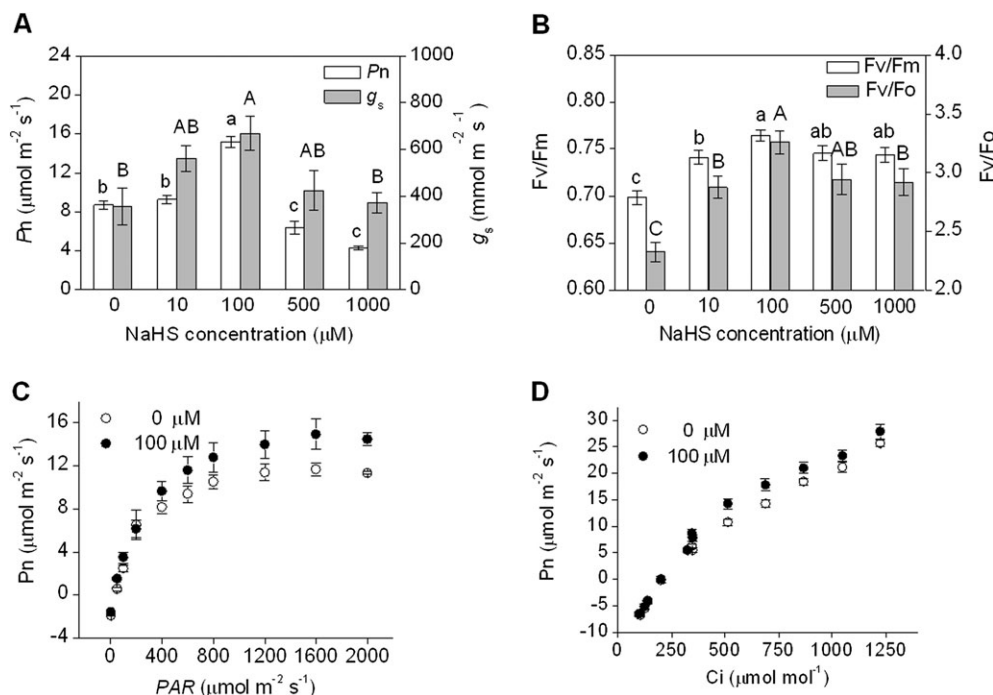 A
Pn (μmol m⁻² s⁻¹)
24
20
16
12
8
4
0
b
B
b
AB
a
A
c
AB
c
B
Pn
gₛ
1000
800
600
400
200
0
gₛ (mmol m⁻² s⁻¹)
0 10 100 500 1000
NaHS concentration (μM)
B
Fv/Fm
0.85
0.80
0.75
0.70
0.65
0.60
c
C
b
B
a
A
ab
AB
ab
B
Fv/Fm
Fv/Fo
4.0
3.5
3.0
2.5
2.0
Fv/Fo
0 10 100 500 1000
NaHS concentration (μM)
C
Pn (μmol m⁻² s⁻¹)
16
12
8
4
0
-4
0 μM
100 μM
0 400 800 1200 1600 2000
PAR (μmol m⁻² s⁻¹)
D
Pn (μmol m⁻² s⁻¹)
30
25
20
15
10
5
0
-5
-10
0 μM
100 μM
0 250 500 750 1000 1250
Ci (μmol mol⁻¹)